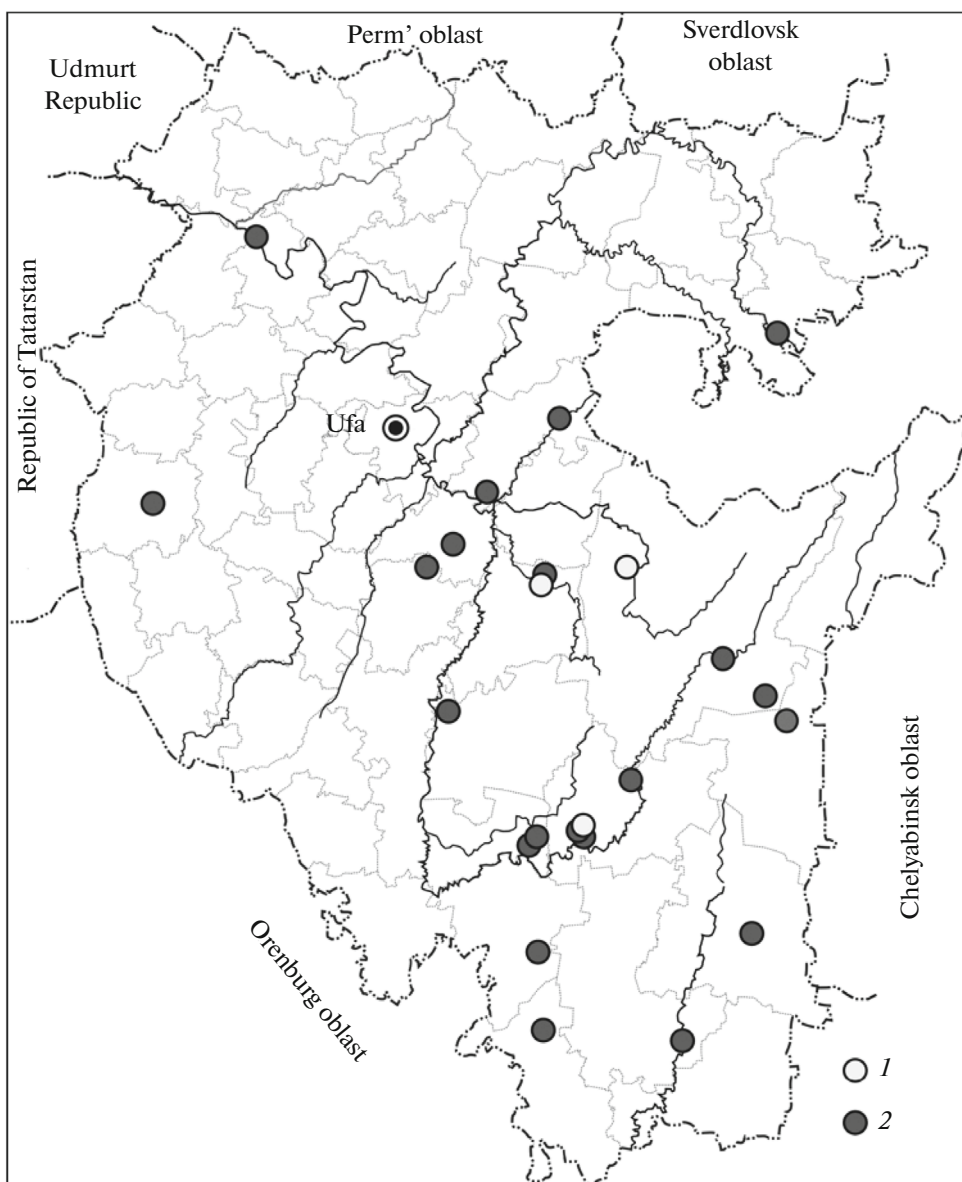 Perm' oblast
Sverdlovsk
oblast
Udmurt
Republic
Republic of Tatarstan
Ufa
Chelyabinsk oblast
Orenburg oblast
1
2